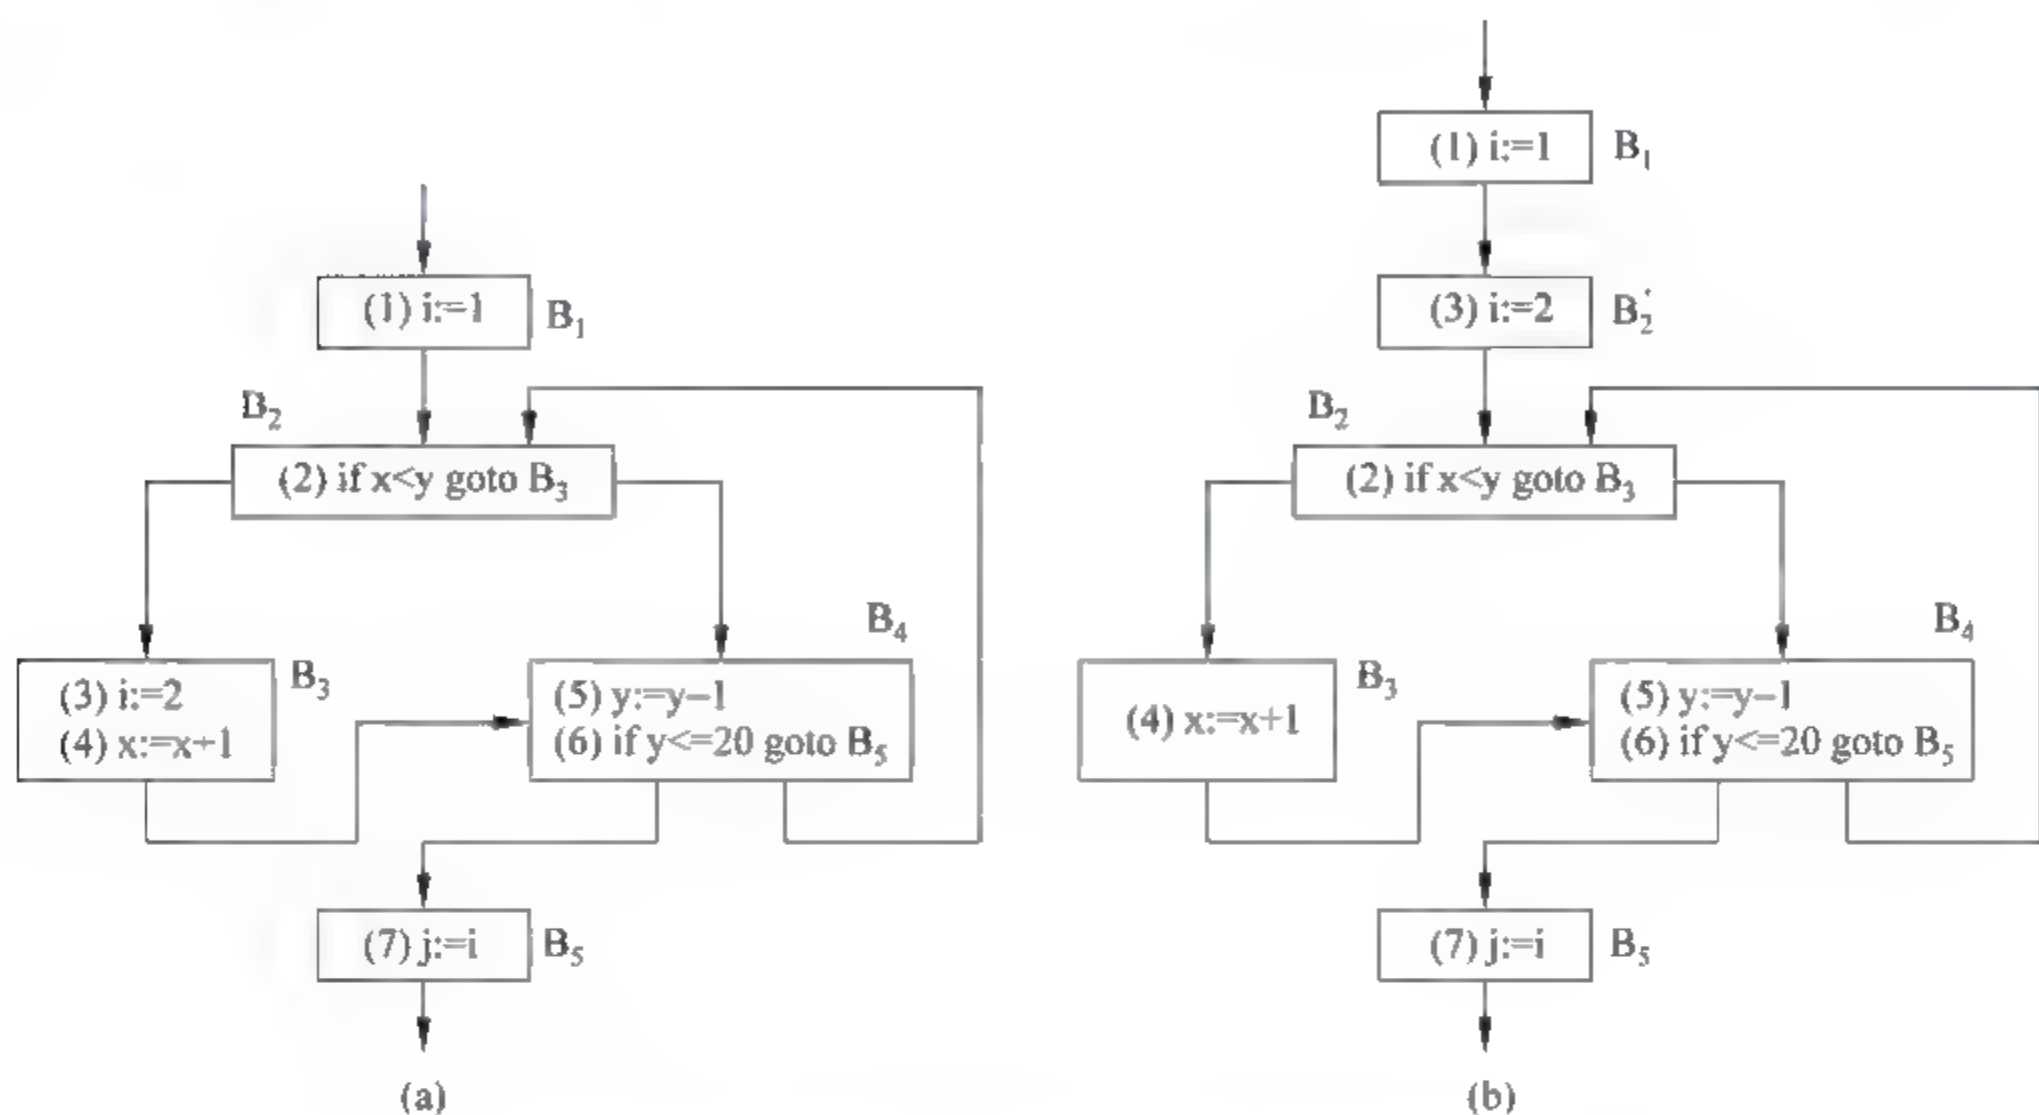 (1) i:=1
B₁
B₂
(2) if x<y goto B₃
(3) i:=2
(4) x:=x+1
B₃
B₄
(5) y:=y−1
(6) if y<=20 goto B₅
(7) j:=i
B₅
(a)
(1) i:=1
B₁
(3) i:=2
B₂'
B₂
(2) if x<y goto B₃
(4) x:=x+1
B₃
B₄
(5) y:=y−1
(6) if y<=20 goto B₅
(7) j:=i
B₅
(b)